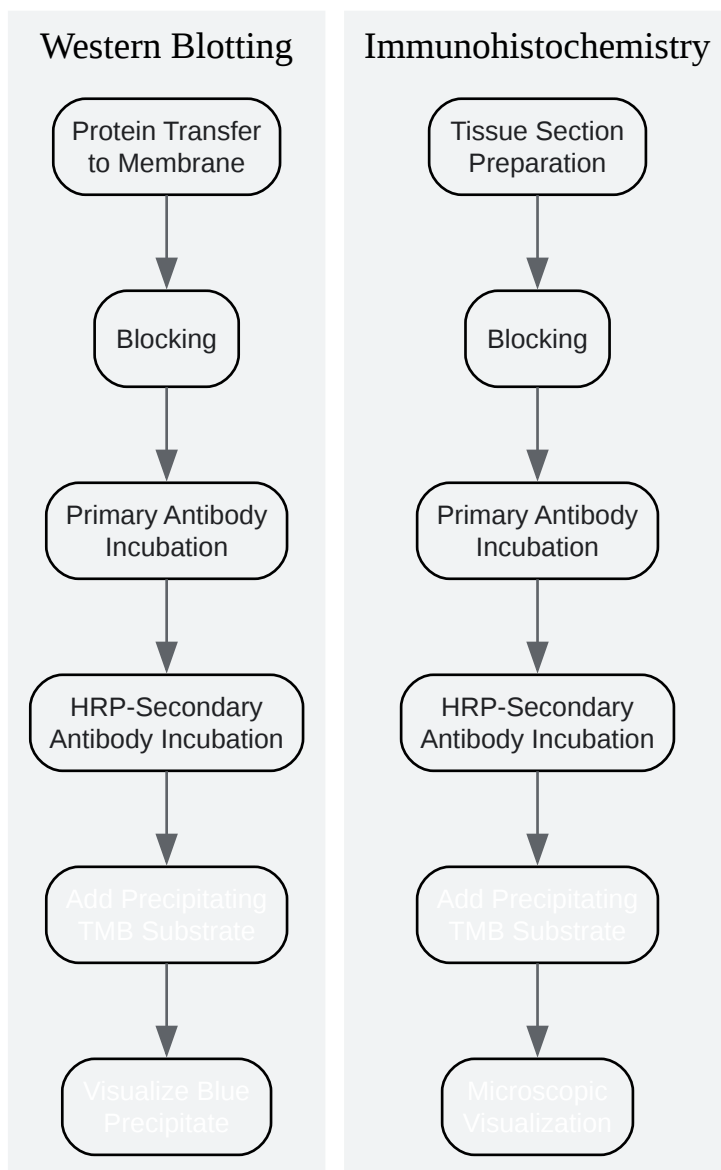 Western Blotting
Protein Transfer
to Membrane
Blocking
Primary Antibody
Incubation
HRP-Secondary
Antibody Incubation
Add Precipitating
TMB Substrate
Visualize Blue
Precipitate
Immunohistochemistry
Tissue Section
Preparation
Blocking
Primary Antibody
Incubation
HRP-Secondary
Antibody Incubation
Add Precipitating
TMB Substrate
Microscopic
Visualization